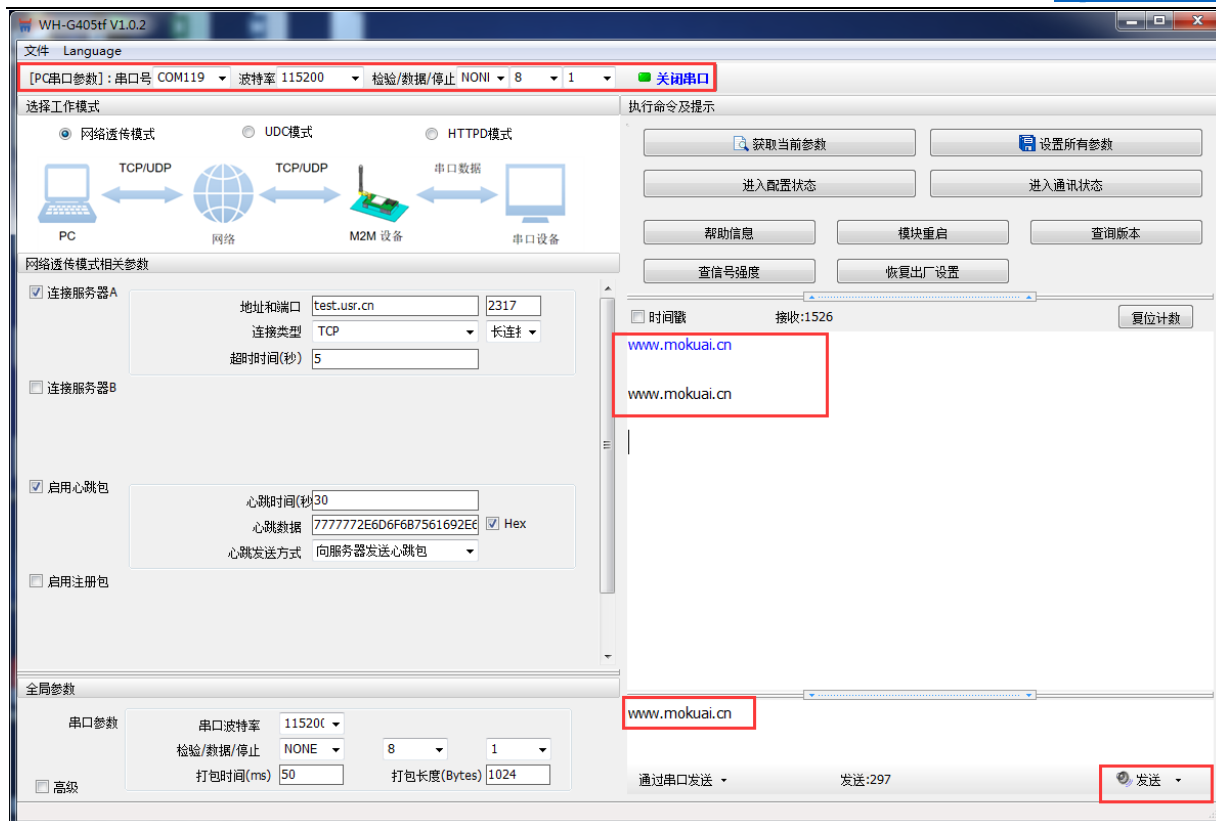 WH-G405tf V1.0.2
文件 Language
[PC串口参数]：串口号 COM119 波特率 115200 检验/数据/停止 NONI 8 1 关闭串口
选择工作模式
网络透传模式 UDC模式 HTTPD模式
TCP/UDP TCP/UDP 串口数据
PC 网络 M2M 设备 串口设备
网络透传模式相关参数
连接服务器A
地址和端口 test.usr.cn 2317
连接类型 TCP 长连
超时时间(秒) 5
连接服务器B
启用心跳包
心跳时间(秒 30
心跳数据 7777772E6D6F6B7561692E6 Hex
心跳发送方式 向服务器发送心跳包
启用注册包
全局参数
串口参数 串口波特率 11520
检验/数据/停止 NONE 8 1
打包时间(ms) 50 打包长度(Bytes) 1024
高级
执行命令及提示
获取当前参数 设置所有参数
进入配置状态 进入通讯状态
帮助信息 模块重启 查询版本
查信号强度 恢复出厂设置
时间戳 接收:1526 复位计数
www.mokuai.cn
www.mokuai.cn
www.mokuai.cn
通过串口发送 发送:297 发送